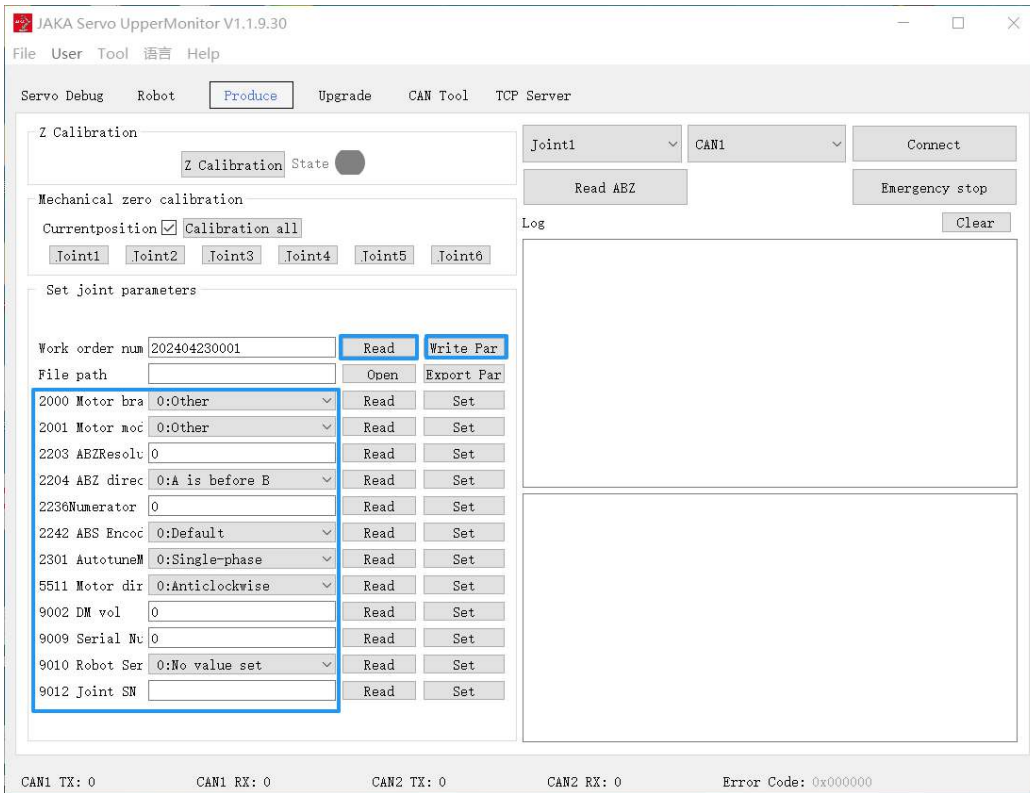 JAKA Servo UpperMonitor V1.1.9.30
File User Tool 语言 Help
Servo Debug Robot Produce Upgrade CAN Tool TCP Server
Z Calibration
Z Calibration State
Mechanical zero calibration
Currentposition Calibration all
Joint1 Joint2 Joint3 Joint4 Joint5 Joint6
Set joint parameters
Work order num 202404230001 Read Write Par
File path Open Export Par
2000 Motor bra 0:Other Read Set
2001 Motor mod 0:Other Read Set
2203 ABZResolu 0 Read Set
2204 ABZ direc 0:A is before B Read Set
2236Numerator 0 Read Set
2242 ABS Encod 0:Default Read Set
2301 AutotuneM 0:Single-phase Read Set
5511 Motor dir 0:Anticlockwise Read Set
9002 DM vol 0 Read Set
9009 Serial Nu 0 Read Set
9010 Robot Ser 0:No value set Read Set
9012 Joint SN Read Set
Joint1 CAN1 Connect
Read ABZ Emergency stop
Log Clear
CAN1 TX: 0 CAN1 RX: 0 CAN2 TX: 0 CAN2 RX: 0 Error Code: 0x000000